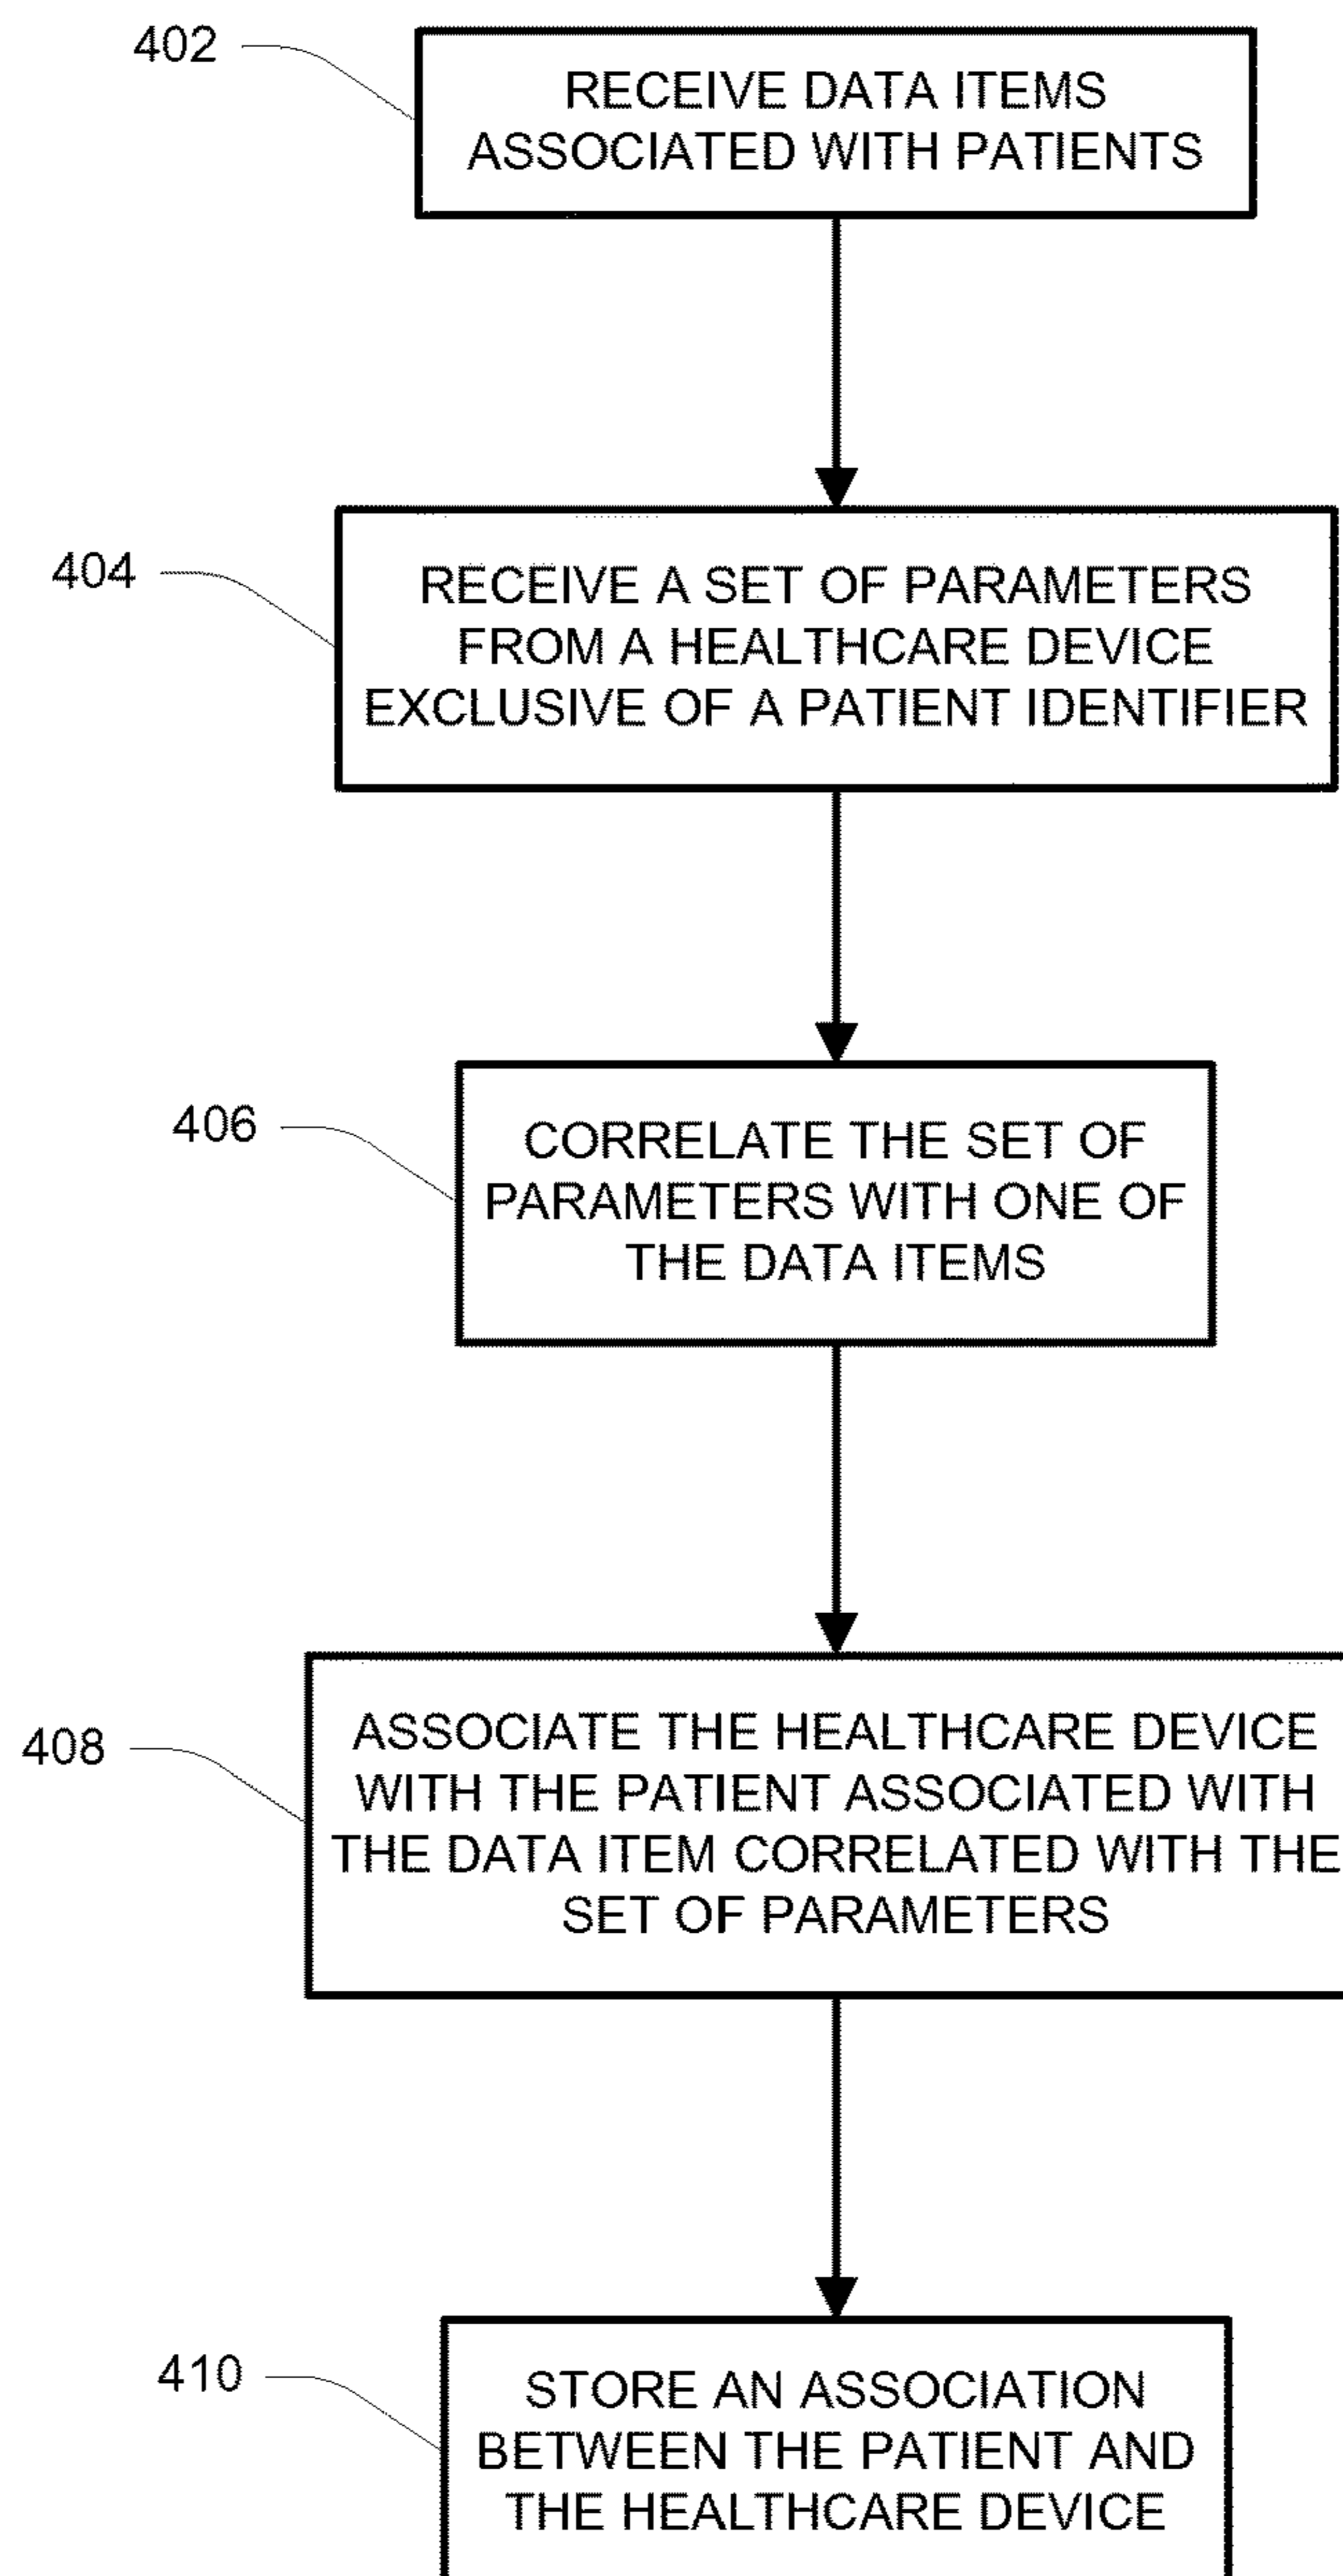 402
RECEIVE DATA ITEMS
ASSOCIATED WITH PATIENTS
404
RECEIVE A SET OF PARAMETERS
FROM A HEALTHCARE DEVICE
EXCLUSIVE OF A PATIENT IDENTIFIER
406
CORRELATE THE SET OF
PARAMETERS WITH ONE OF
THE DATA ITEMS
408
ASSOCIATE THE HEALTHCARE DEVICE
WITH THE PATIENT ASSOCIATED WITH
THE DATA ITEM CORRELATED WITH THE
SET OF PARAMETERS
410
STORE AN ASSOCIATION
BETWEEN THE PATIENT AND
THE HEALTHCARE DEVICE